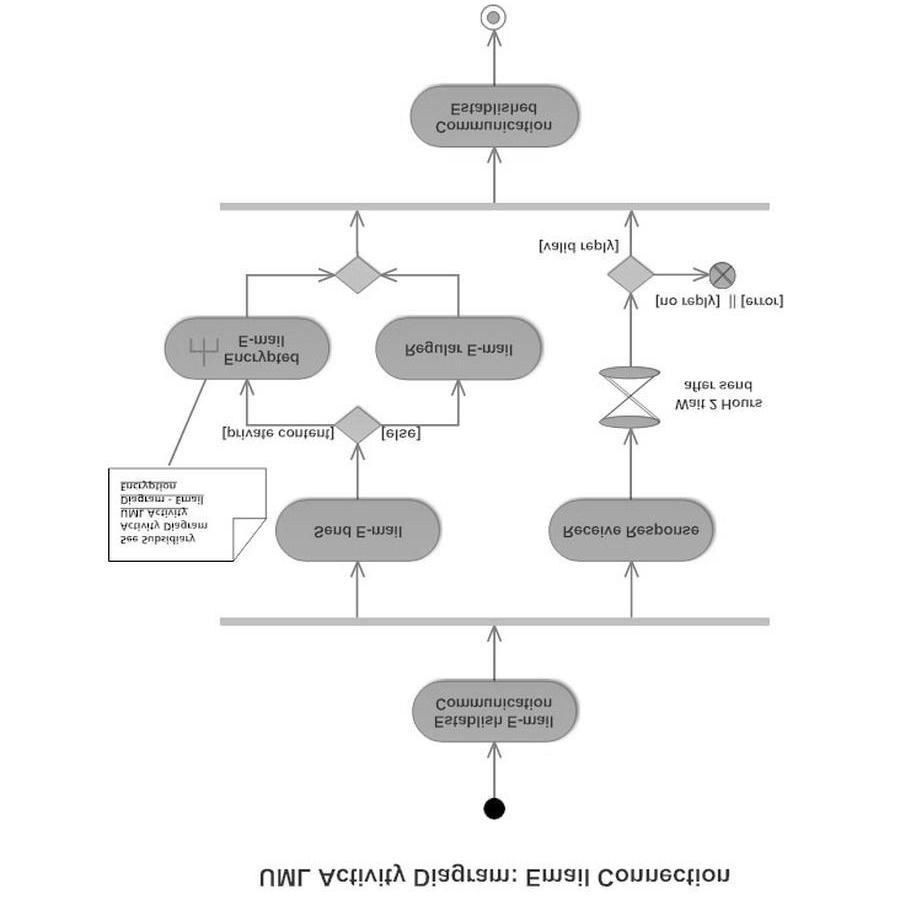 UML Activity Diagram: Email Connection
Establish E-mail
Communication
Send E-mail
Receive Response
See Subsidiary
Activity Diagram
UML Activity
Diagram - Email
Encryption
[private content]
[else]
Wait 2 Hours
after send
Encrypted
E-mail
Regular E-mail
[no reply] || [error]
[valid reply]
Communication
Established